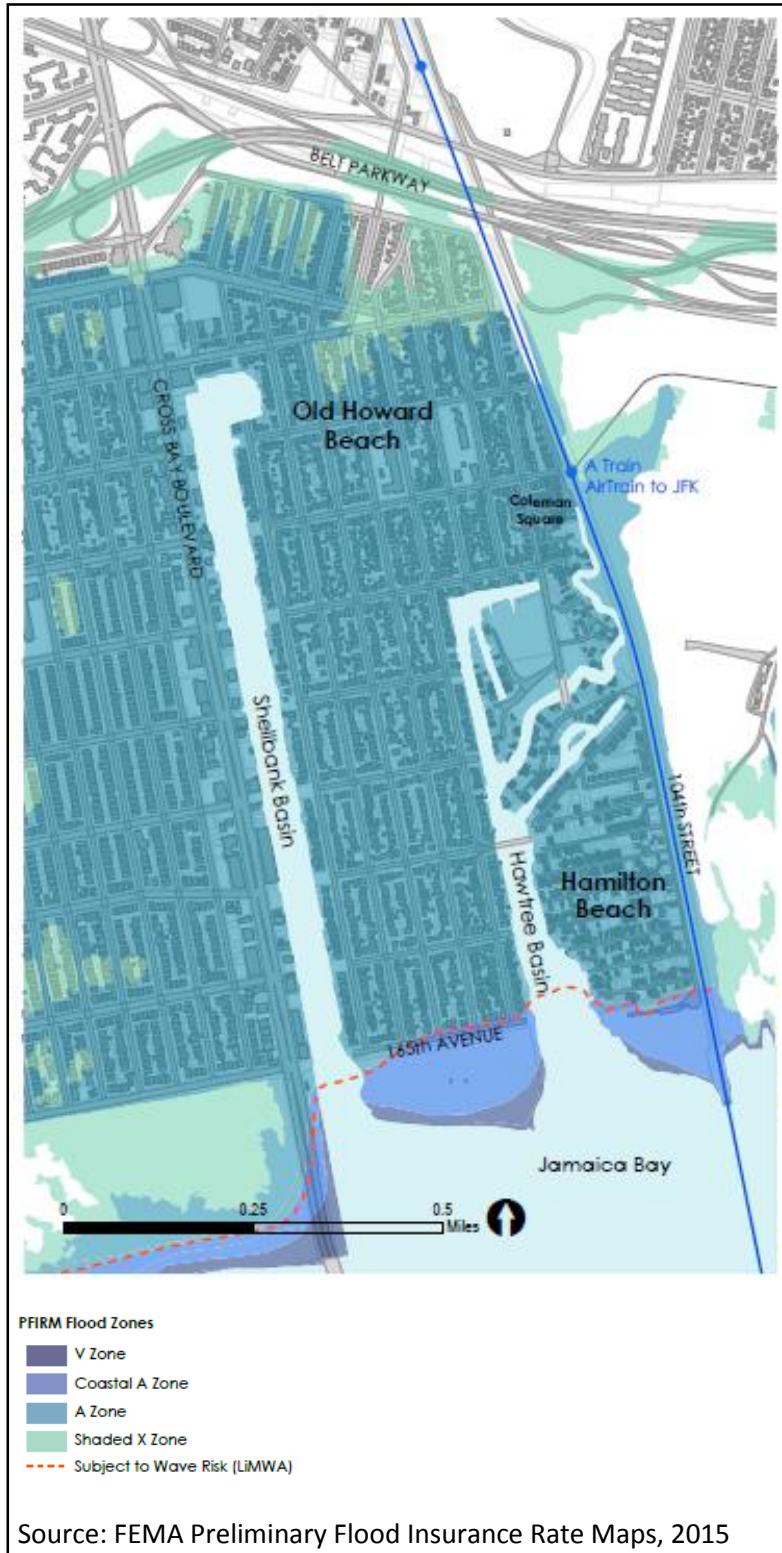 BELT PARKWAY
CROSS BAY BOULEVARD
Old Howard
Beach
A Train
AirTrain to JFK
Coleman
Square
Shellbank Basin
Hawtree Basin
104th STREET
Hamilton
Beach
165th AVENUE
Jamaica Bay
0
0.25
0.5
Miles
PFIRM Flood Zones
V Zone
Coastal A Zone
A Zone
Shaded X Zone
Subject to Wave Risk (LiMWA)
Source: FEMA Preliminary Flood Insurance Rate Maps, 2015